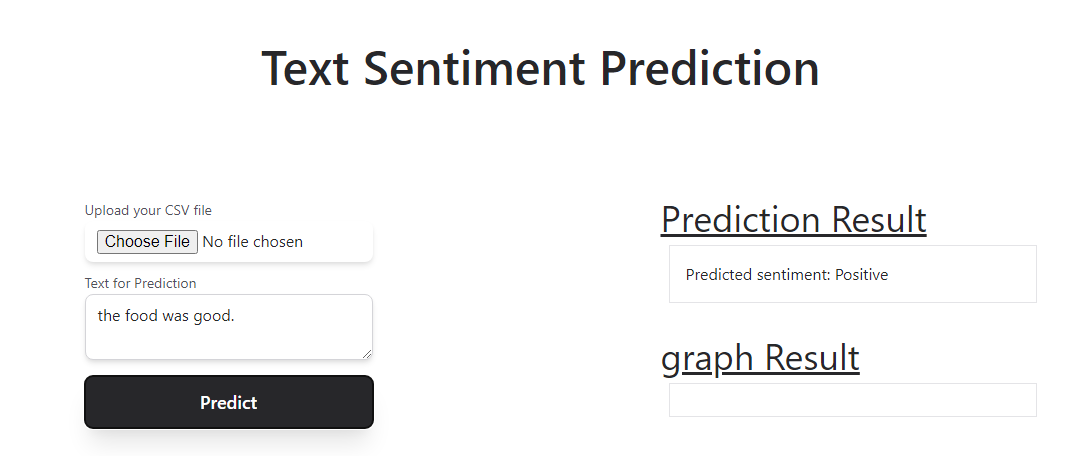 Text Sentiment Prediction
Upload your CSV file
Choose File No file chosen
Text for Prediction
the food was good.
Predict
Prediction Result
Predicted sentiment: Positive
graph Result